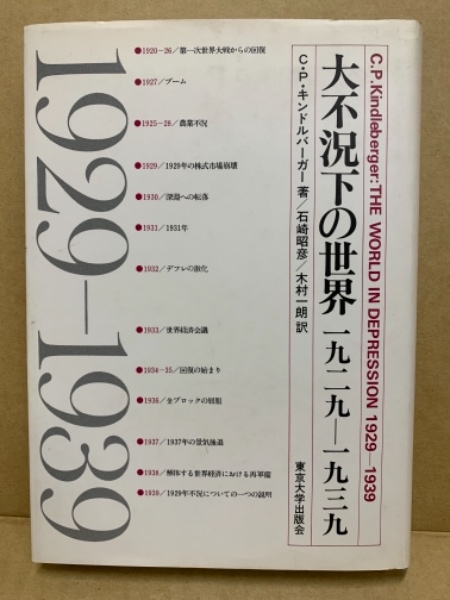 C.P.Kindleberger:THE WORLD IN DEPRESSION 1929—1939
大不況下の世界 一九二九—一九三九
C・P・キンドルバーガー 著/石崎昭彦/木村一朗 訳
東京大学出版会
1929—1939
●1920-26/第一次世界大戦からの回復
●1927/ブーム
●1925-28/農業不況
●1929/1929年の株式市場崩壊
●1930/深淵への転落
●1931/1931年
●1932/デフレの激化
●1933/世界経済会議
●1934-35/回復の始まり
●1936/金ブロックの崩壊
●1937/1937年の景気後退
●1938/解体する世界経済における再軍備
●1939/1929年不況についての一つの説明